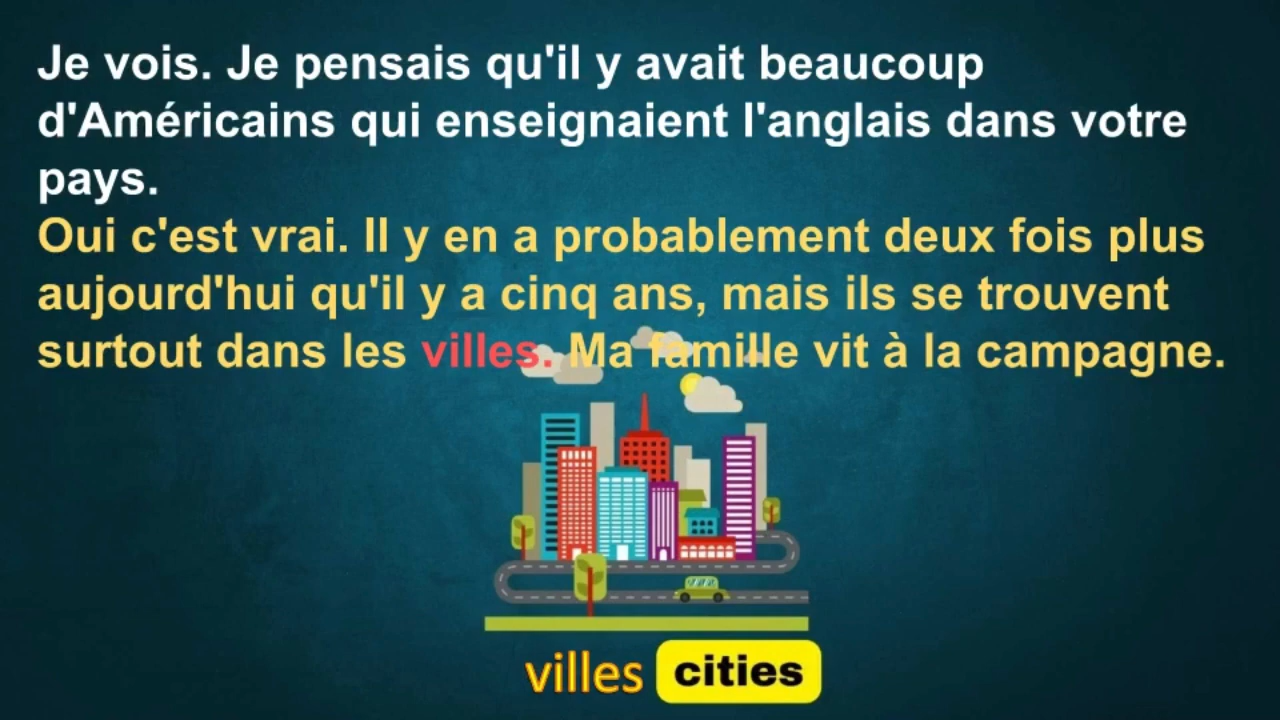 Je vois. Je pensais qu'il y avait beaucoup
d'Américains qui enseignaient l'anglais dans votre
pays.
Oui c'est vrai. Il y en a probablement deux fois plus
aujourd'hui qu'il y a cinq ans, mais ils se trouvent
surtout dans les villes. Ma famille vit à la campagne.
villes cities